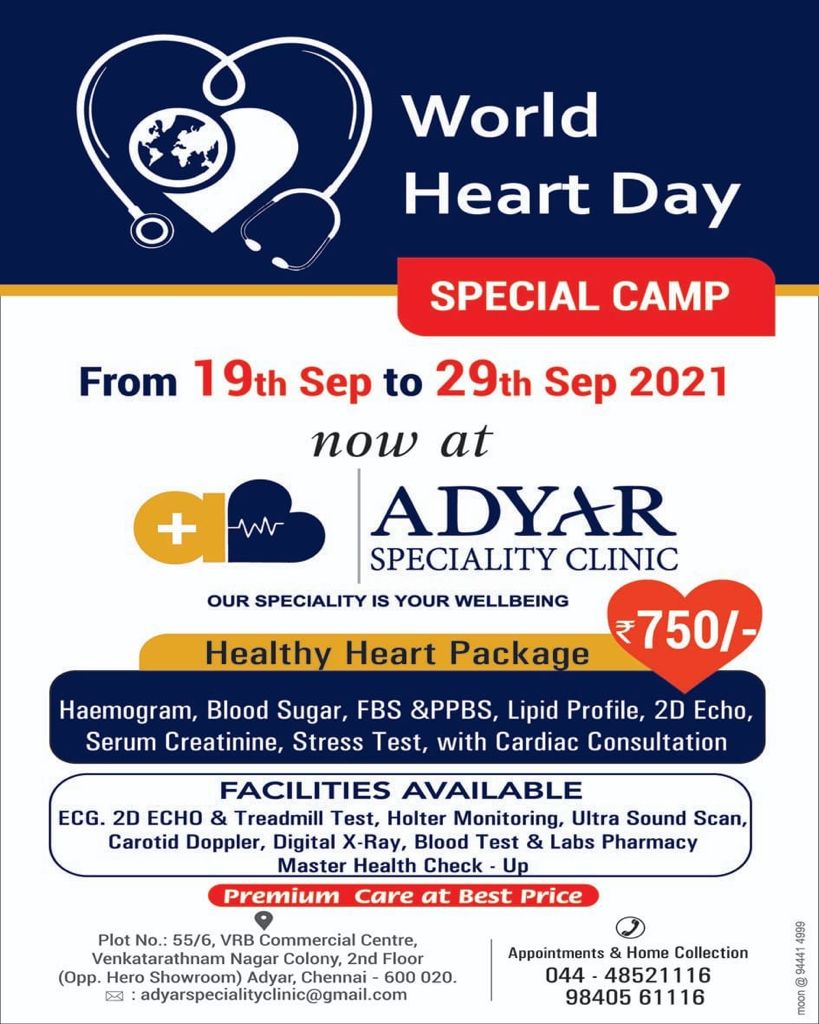 World
Heart Day
SPECIAL CAMP
From 19th Sep to 29th Sep 2021
now at
a
ADYAR
SPECIALITY CLINIC
OUR SPECIALITY IS YOUR WELLBEING
₹750/-
Healthy Heart Package
Haemogram, Blood Sugar, FBS &PPBS, Lipid Profile, 2D Echo,
Serum Creatinine, Stress Test, with Cardiac Consultation
FACILITIES AVAILABLE
ECG. 2D ECHO & Treadmill Test, Holter Monitoring, Ultra Sound Scan,
Carotid Doppler, Digital X-Ray, Blood Test & Labs Pharmacy
Master Health Check - Up
Premium Care at Best Price
Plot No.: 55/6, VRB Commercial Centre,
Venkatarathnam Nagar Colony, 2nd Floor
(Opp. Hero Showroom) Adyar, Chennai - 600 020.
: adyarspecialityclinic@gmail.com
Appointments & Home Collection
044 - 48521116
98405 61116
moon @ 94441 4999